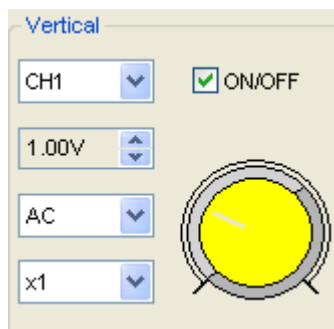 Vertical
CH1
ON/OFF
1.00V
AC
x1